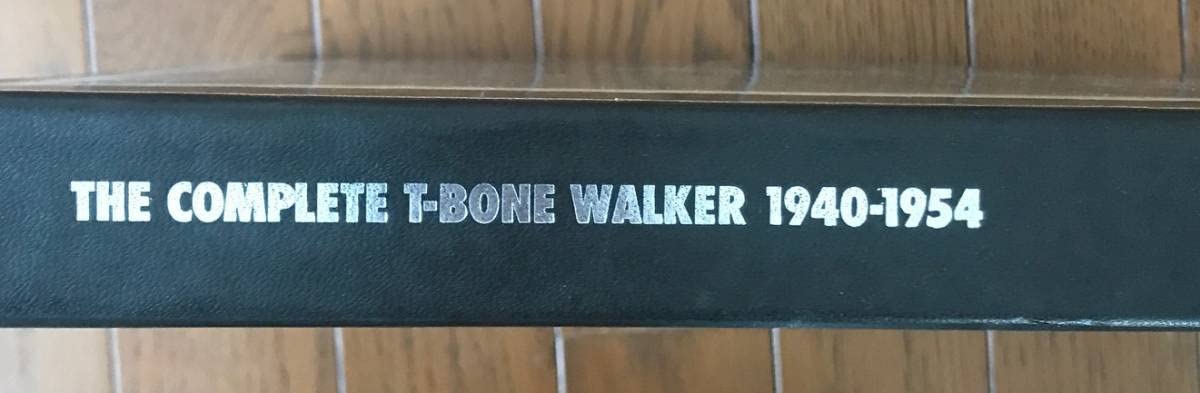 THE COMPLETE T-BONE WALKER 1940-1954